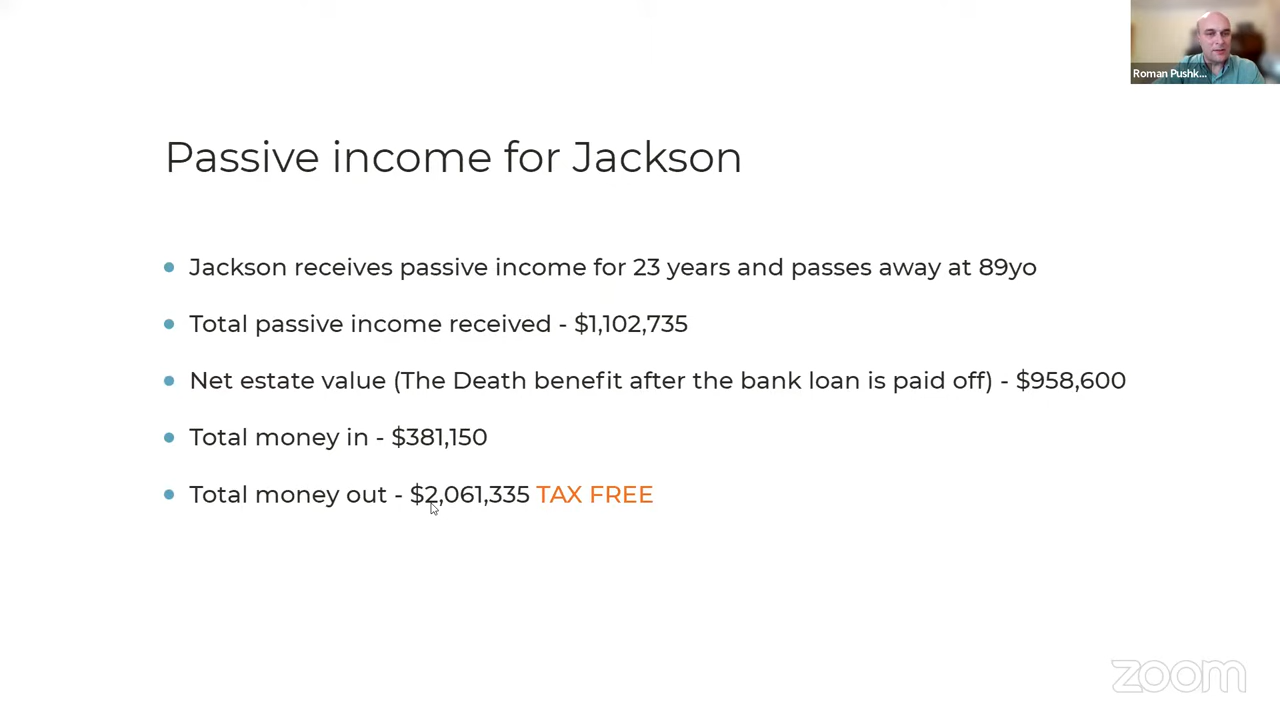 Roman Pushk...
Passive income for Jackson
Jackson receives passive income for 23 years and passes away at 89yo
Total passive income received - $1,102,735
Net estate value (The Death benefit after the bank loan is paid off) - $958,600
Total money in - $381,150
Total money out - $2,061,335 TAX FREE
zoom